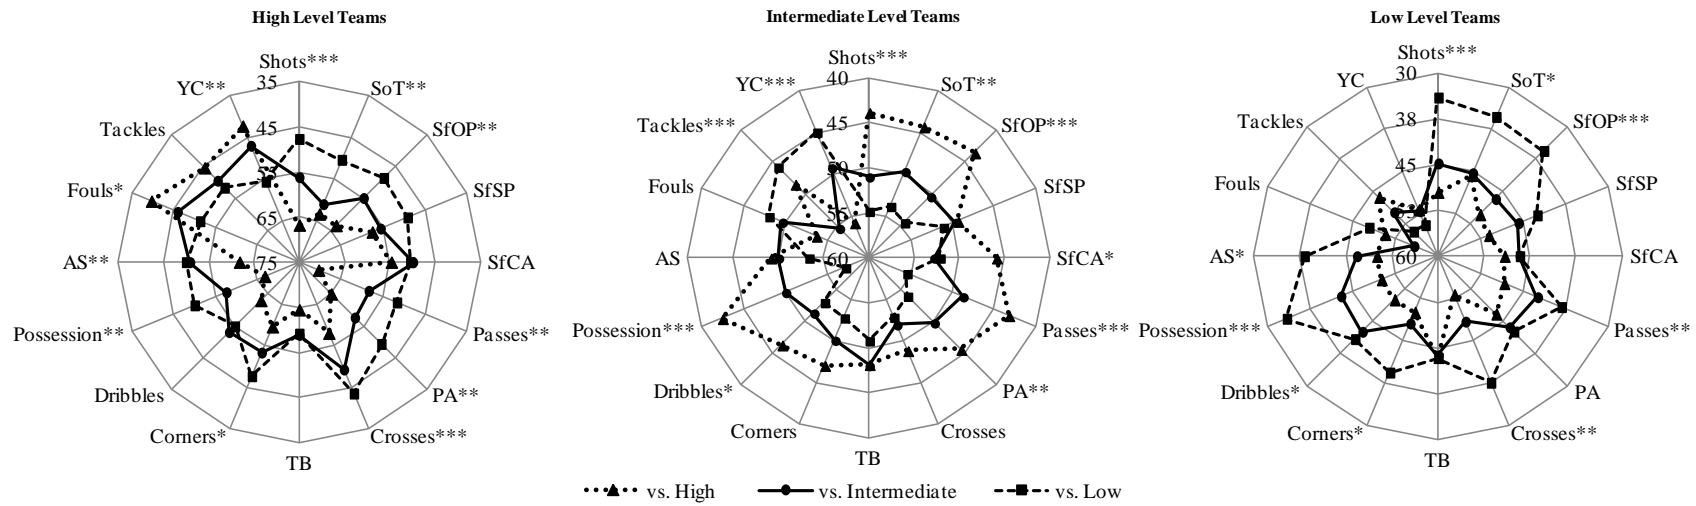 High Level Teams
Shots***
SoT**
SfOP**
SfSP
SfCA
Passes**
PA**
Crosses***
TB
Corners*
Dribbles
Possession**
AS**
Fouls*
Tackles
YC**
35
45
55
65
75
Intermediate Level Teams
Shots***
SoT**
SfOP***
SfSP
SfCA*
Passes***
PA**
Crosses
TB
Corners
Dribbles*
Possession***
AS
Fouls
Tackles***
YC***
40
45
50
55
60
Low Level Teams
Shots***
SoT*
SfOP***
SfSP
SfCA
Passes**
PA
Crosses**
TB
Corners*
Dribbles*
Possession***
AS*
Fouls
Tackles
YC
30
38
45
60
vs. High
vs. Intermediate
vs. Low